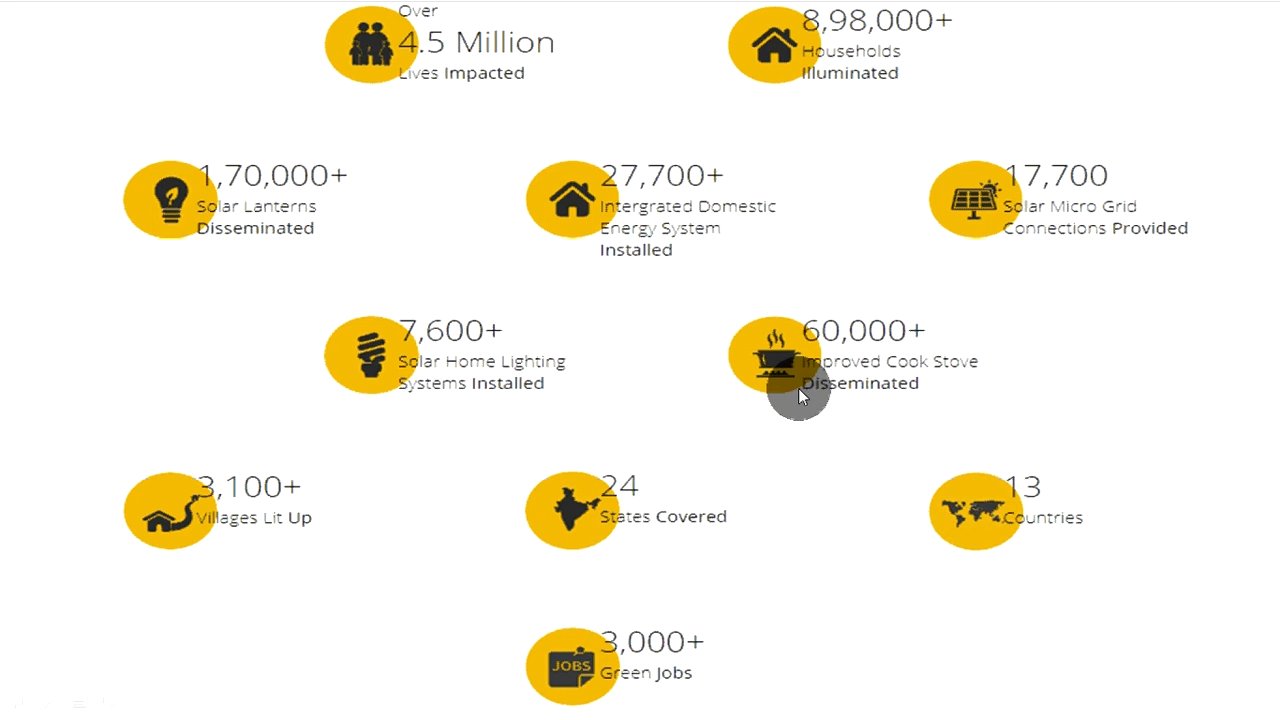 Over
4.5 Million
Lives Impacted
8,98,000+
Households
Illuminated
1,70,000+
Solar Lanterns
Disseminated
27,700+
Intergrated Domestic
Energy System
Installed
17,700
Solar Micro Grid
Connections Provided
7,600+
Solar Home Lighting
Systems Installed
60,000+
Improved Cook Stove
Disseminated
3,100+
Villages Lit Up
24
States Covered
13
Countries
JOBS
3,000+
Green Jobs